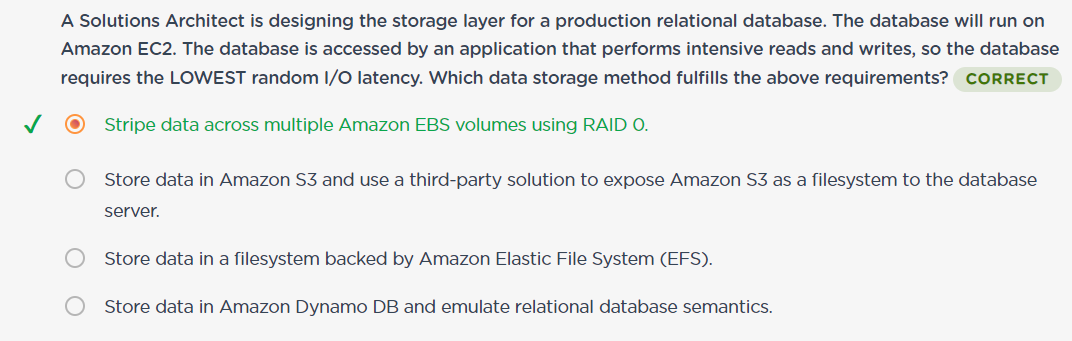 A Solutions Architect is designing the storage layer for a production relational database. The database will run on
Amazon EC2. The database is accessed by an application that performs intensive reads and writes, so the database
requires the LOWEST random I/O latency. Which data storage method fulfills the above requirements? CORRECT
Stripe data across multiple Amazon EBS volumes using RAID 0.
Store data in Amazon S3 and use a third-party solution to expose Amazon S3 as a filesystem to the database
server.
Store data in a filesystem backed by Amazon Elastic File System (EFS).
Store data in Amazon Dynamo DB and emulate relational database semantics.